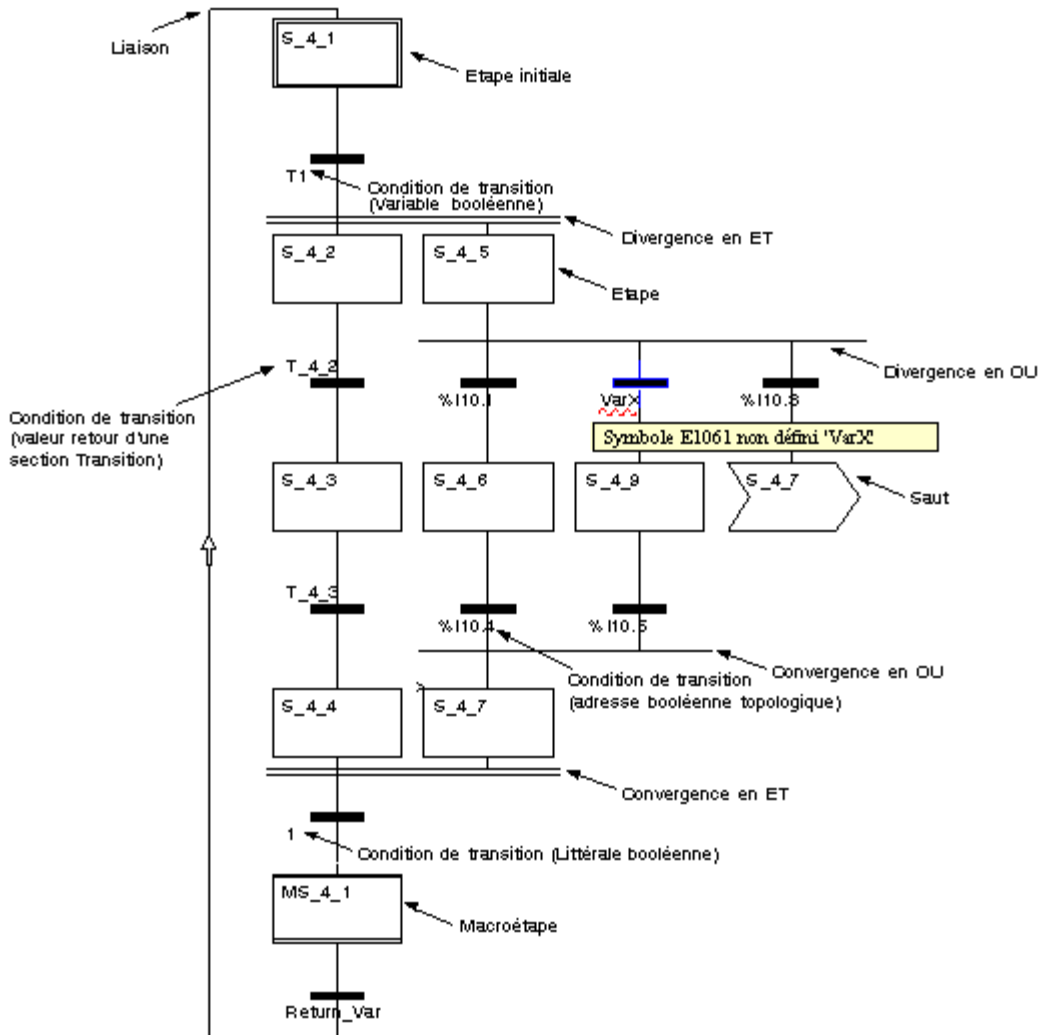 S_4_1
Liaison
Etape initiale
T1
Condition de transition
(Variable booléenne)
Divergence en ET
S_4_2
S_4_5
Etape
T_4_2
Divergence en OU
%I10.1
VarX
%I10.3
Condition de transition
(valeur retour d'une
section Transition)
Symbole E1061 non défini 'VarX'
S_4_3
S_4_6
S_4_9
S_4_7
Saut
T_4_3
%I10.4
%I10.5
Convergence en OU
Condition de transition
(adresse booléenne topologique)
S_4_4
S_4_7
Convergence en ET
1
Condition de transition (Littérale booléenne)
MS_4_1
Macroétape
Return_Var